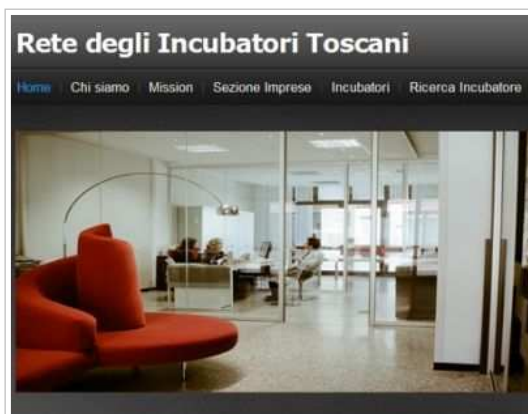 Rete degli Incubatori Toscani
Home Chi siamo Mission Sezione Imprese Incubatori Ricerca Incubatore